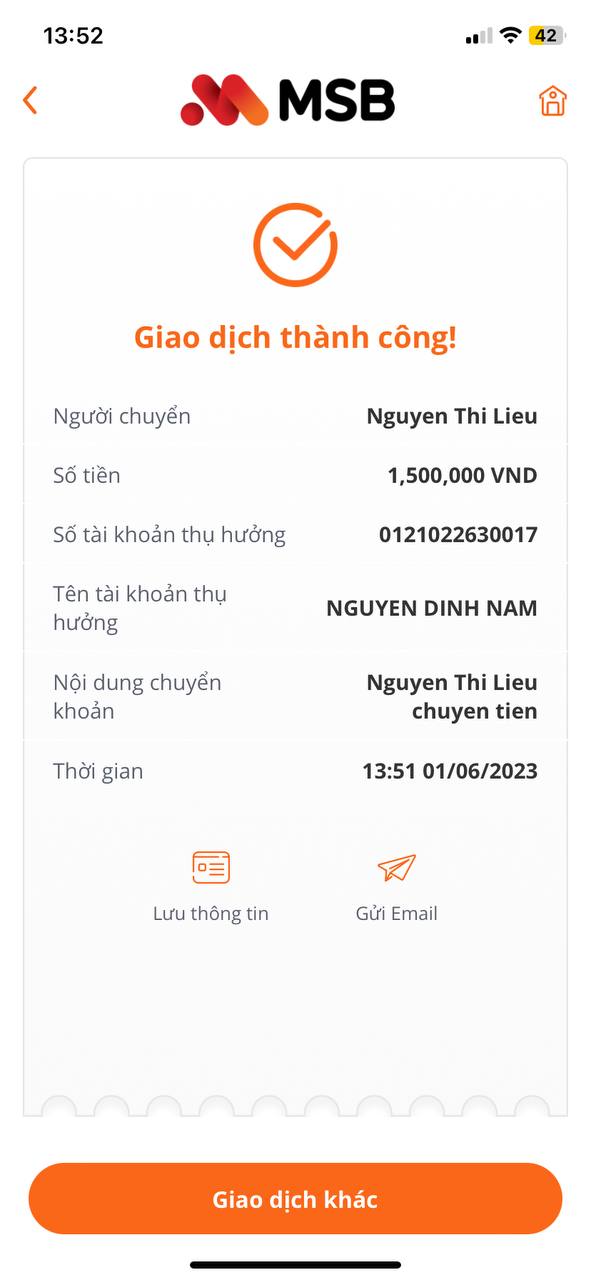 13:52
42
MSB
Giao dịch thành công!
Người chuyển Nguyen Thi Lieu
Số tiền 1,500,000 VND
Số tài khoản thụ hưởng 0121022630017
Tên tài khoản thụ
hưởng
NGUYEN DINH NAM
Nội dung chuyển
khoản
Nguyen Thi Lieu
chuyen tien
Thời gian 13:51 01/06/2023
Lưu thông tin
Gửi Email
Giao dịch khác